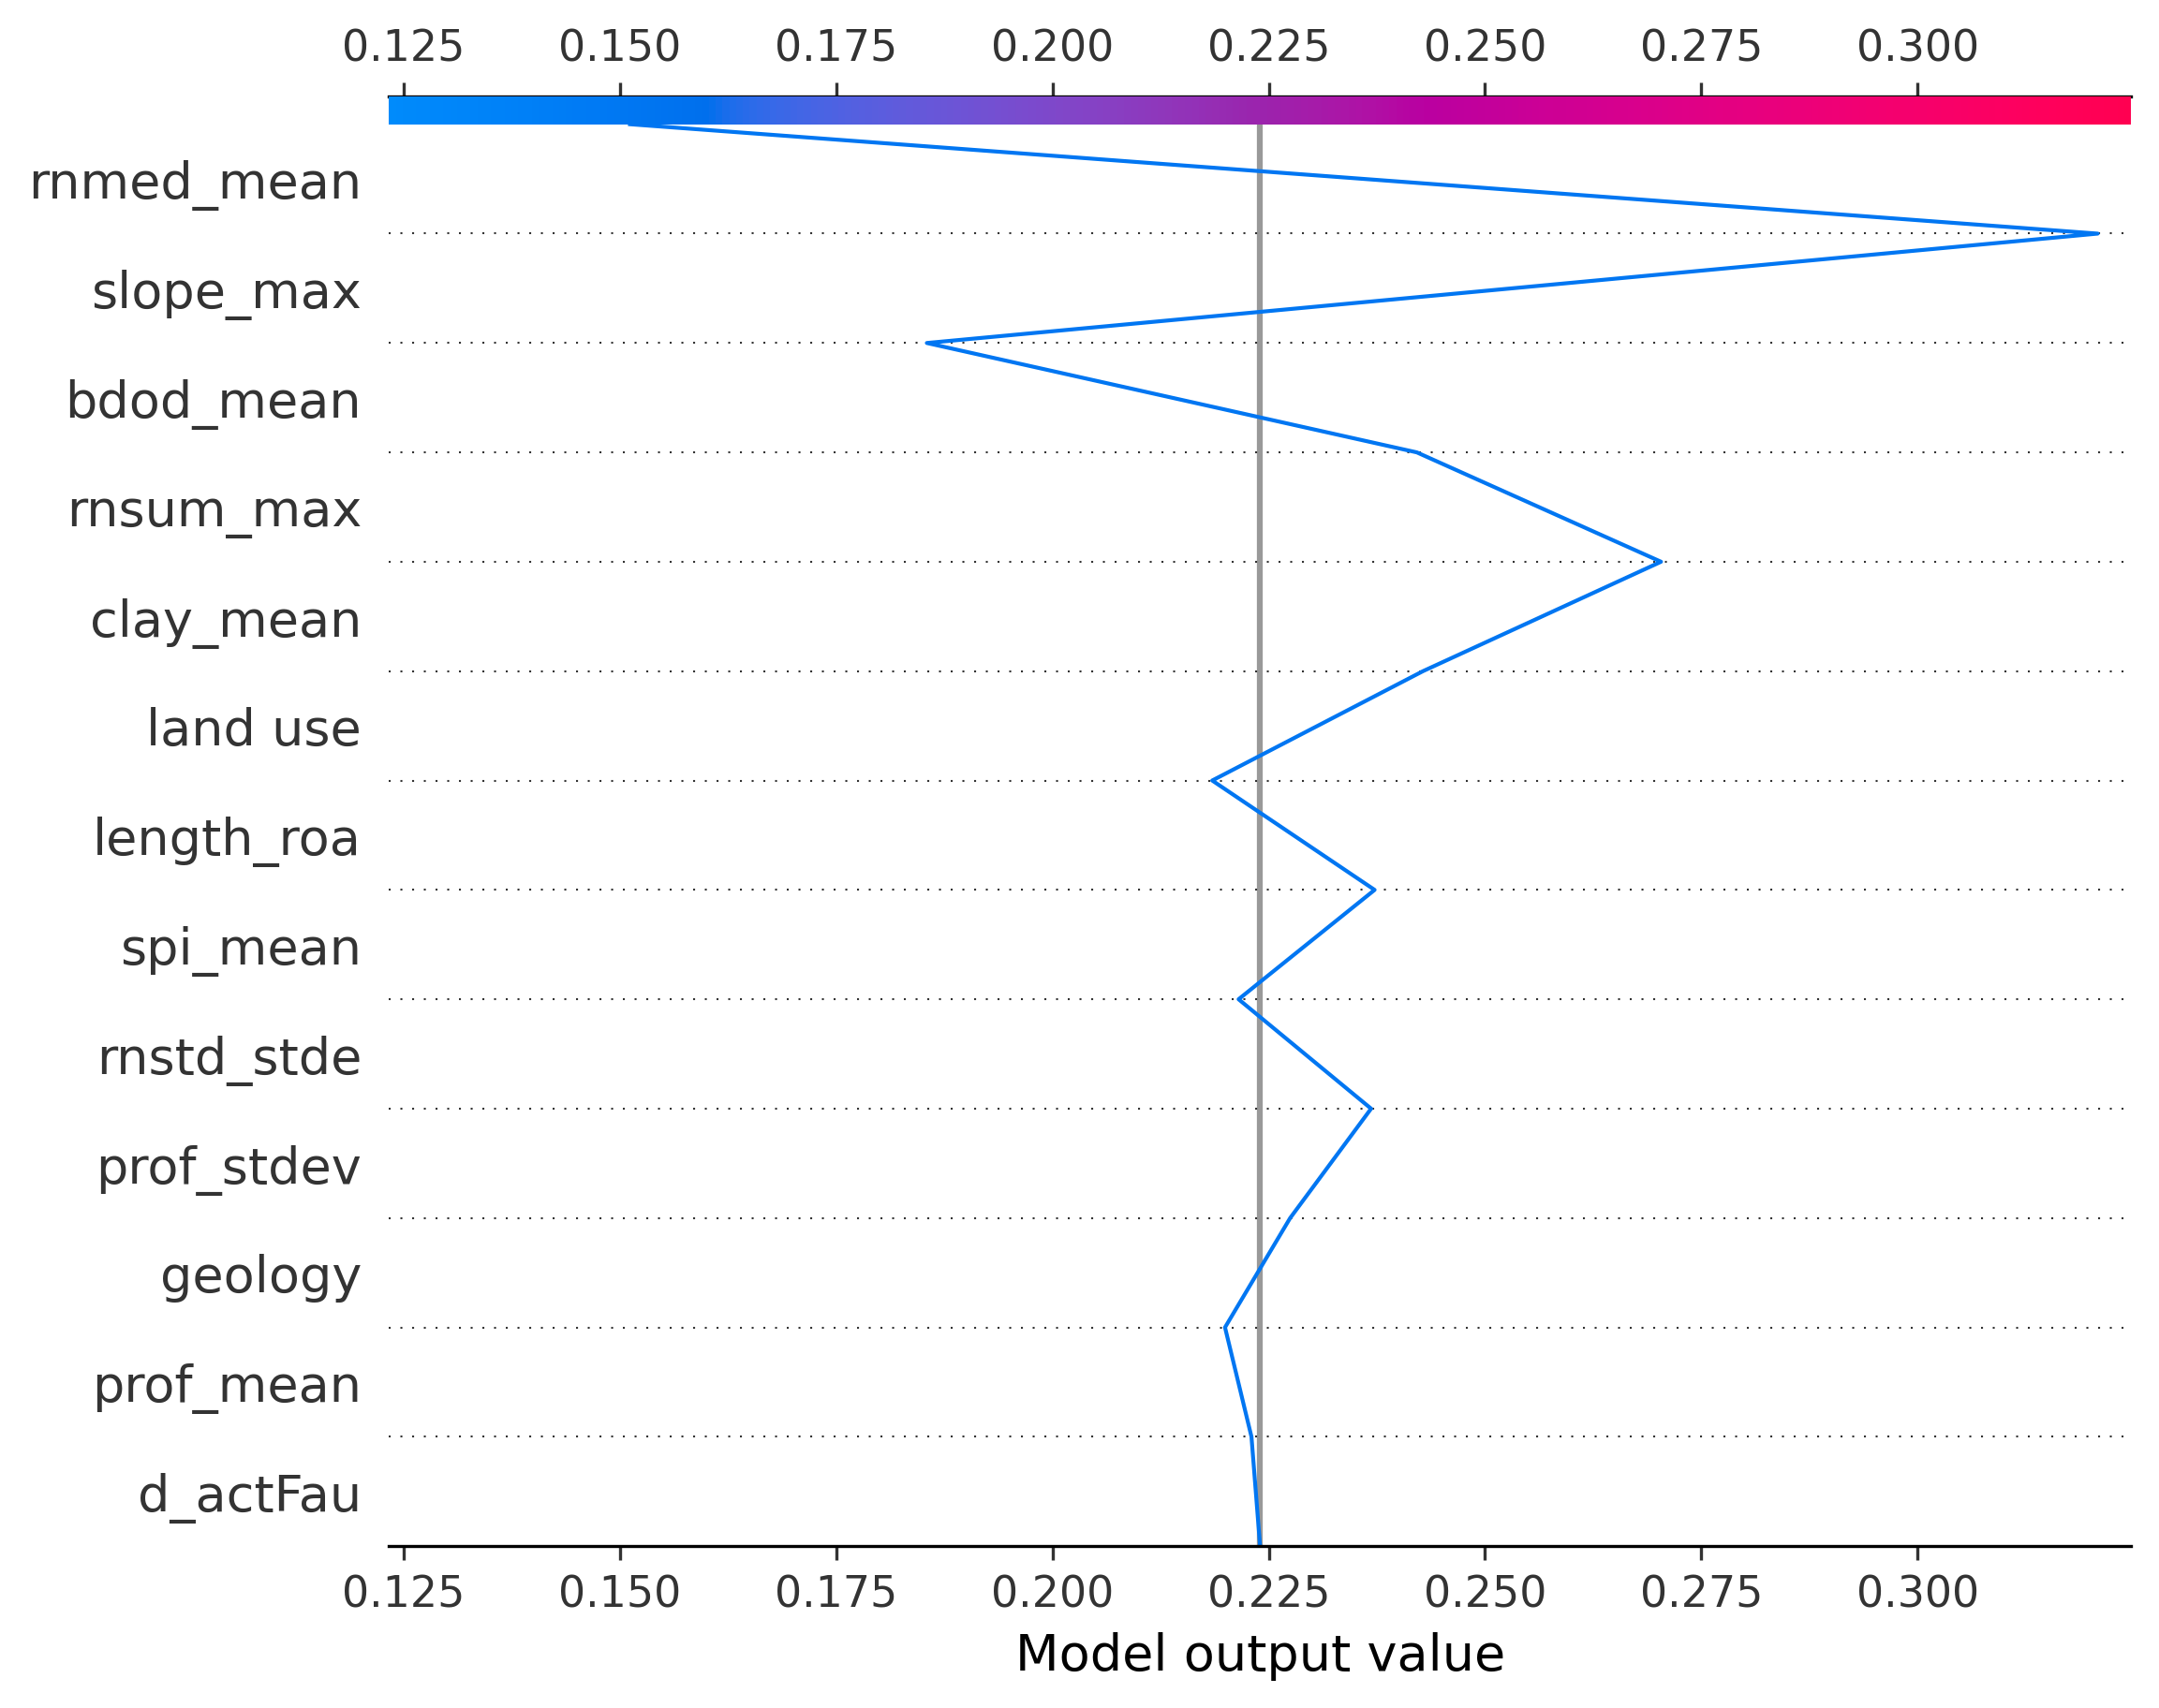 0.125 0.150 0.175 0.200 0.225 0.250 0.275 0.300
rnmed_mean
slope_max
bdod_mean
rnsum_max
clay_mean
land use
length_roa
spi_mean
rnstd_stde
prof_stdev
geology
prof_mean
d_actFau
0.125 0.150 0.175 0.200 0.225 0.250 0.275 0.300
Model output value